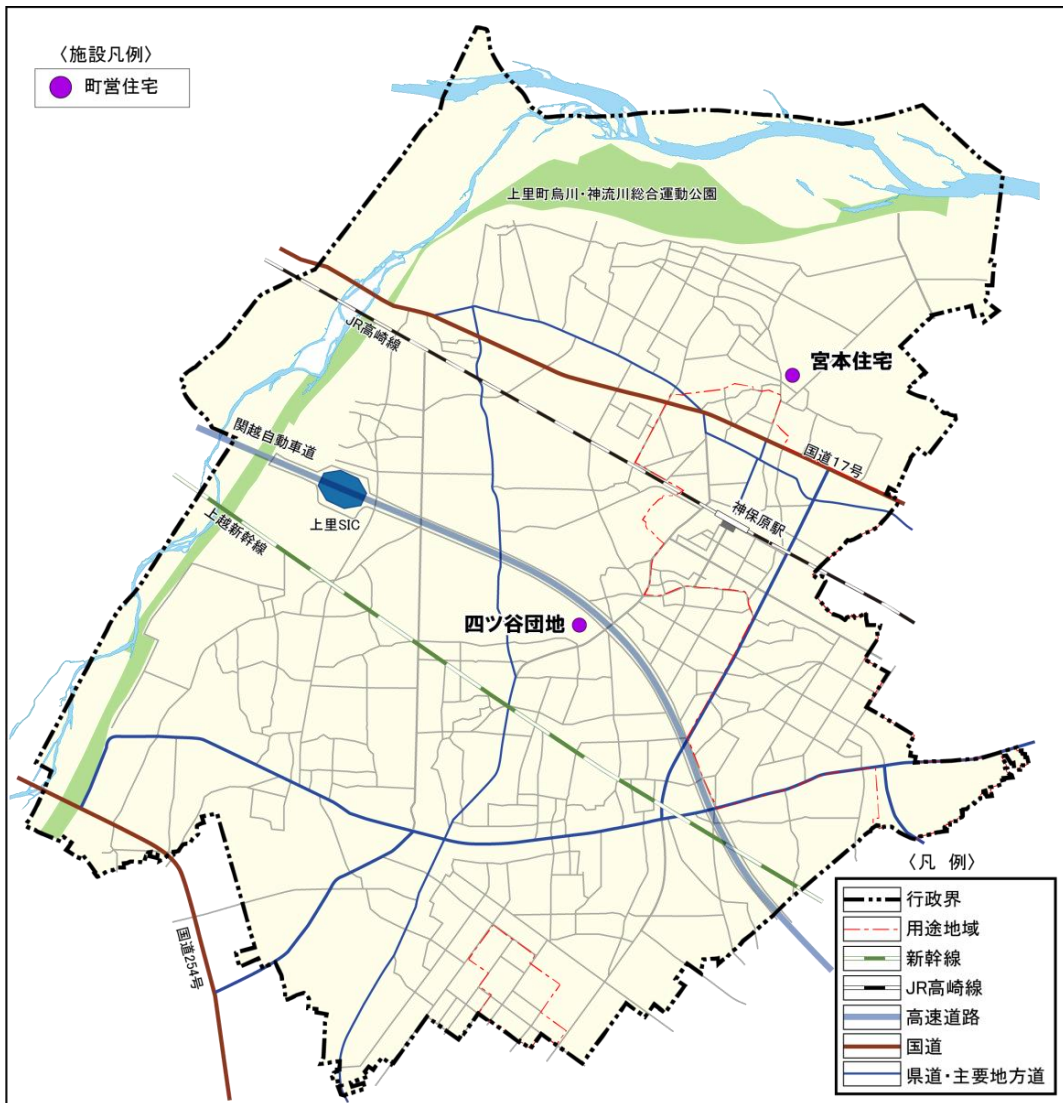 〈施設凡例〉
町営住宅
上里町烏川・神流川総合運動公園
JR高崎線
宮本住宅
関越自動車道
国道17号
上里SIC
神保原駅
上越新幹線
四ツ谷団地
国道254号
〈凡 例〉
行政界
用途地域
新幹線
JR高崎線
高速道路
国道
県道・主要地方道